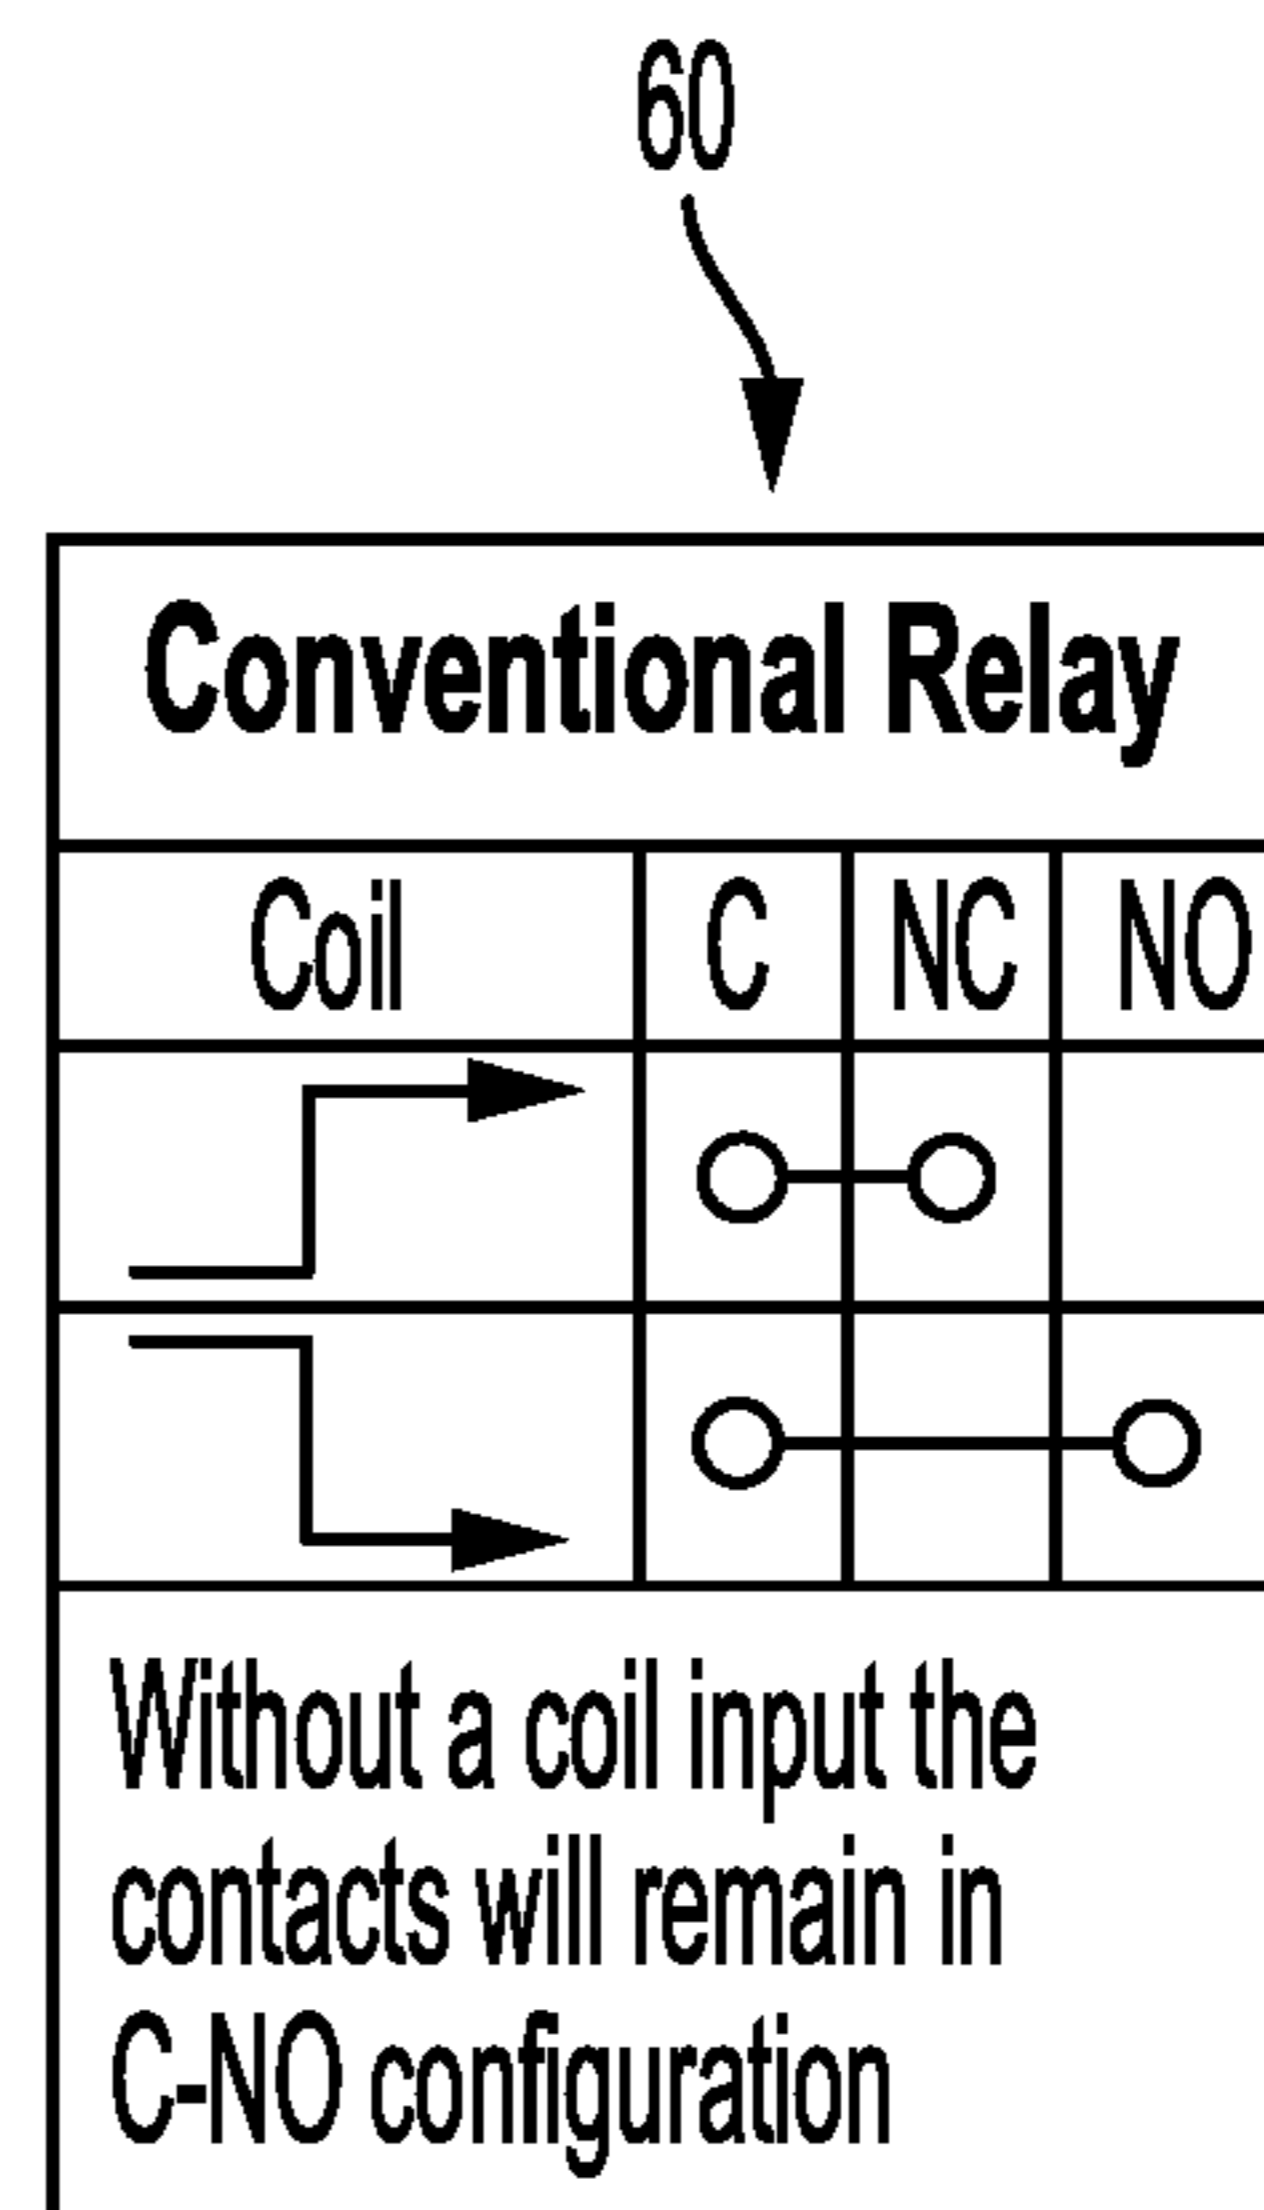 60
Conventional Relay
Coil C NC NO
Without a coil input the
contacts will remain in
C-NO configuration